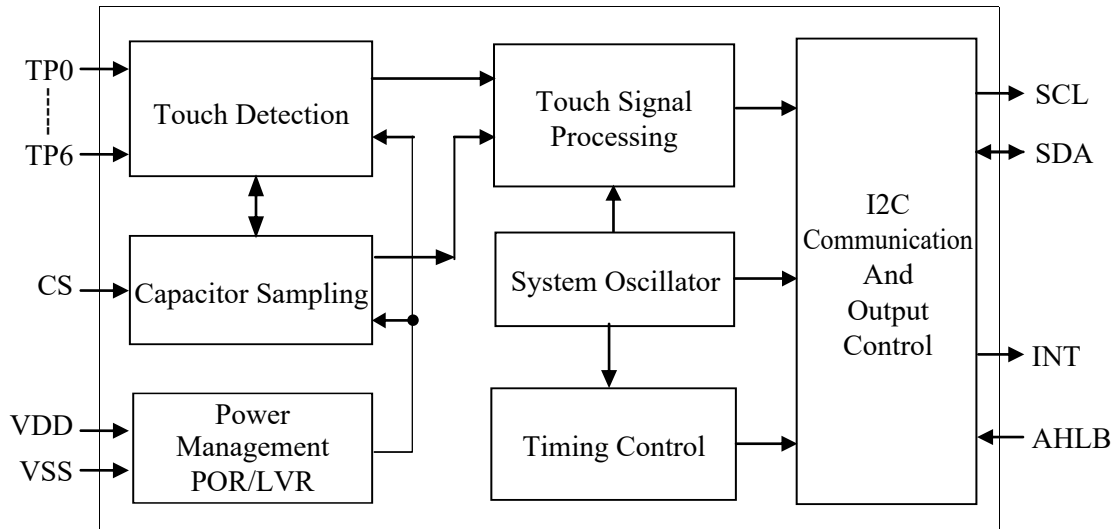 TP0
TP6
CS
VDD
VSS
Touch Detection
Capacitor Sampling
Power
Management
POR/LVR
Touch Signal
Processing
System Oscillator
Timing Control
I2C
Communication
And
Output
Control
SCL
SDA
INT
AHLB